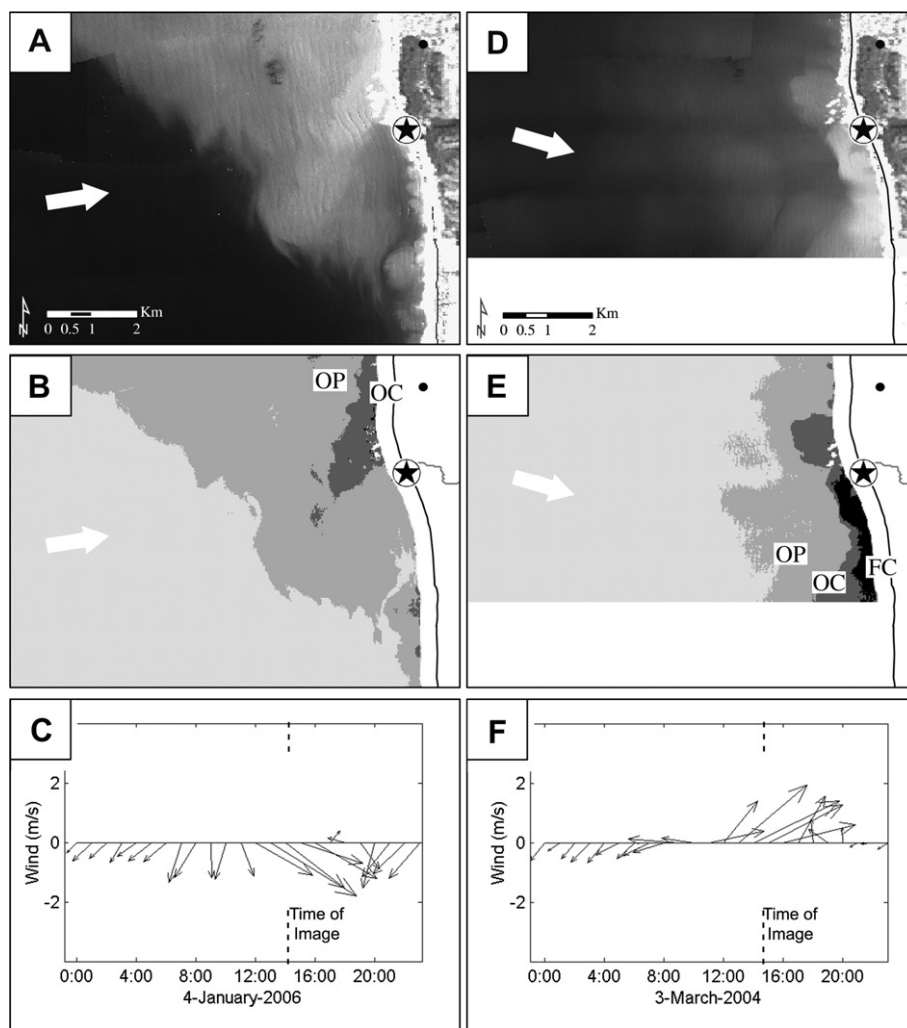 A
N
0 0.5 1 2
Km
D
N
0 0.5 1 2
Km
B
OP
OC
E
OP
OC
FC
C
Wind (m/s)
2
0
-2
Time of
Image
0:00 4:00 8:00 12:00 16:00 20:00
4-January-2006
F
Wind (m/s)
2
0
-2
Time of
Image
0:00 4:00 8:00 12:00 16:00 20:00
3-March-2004